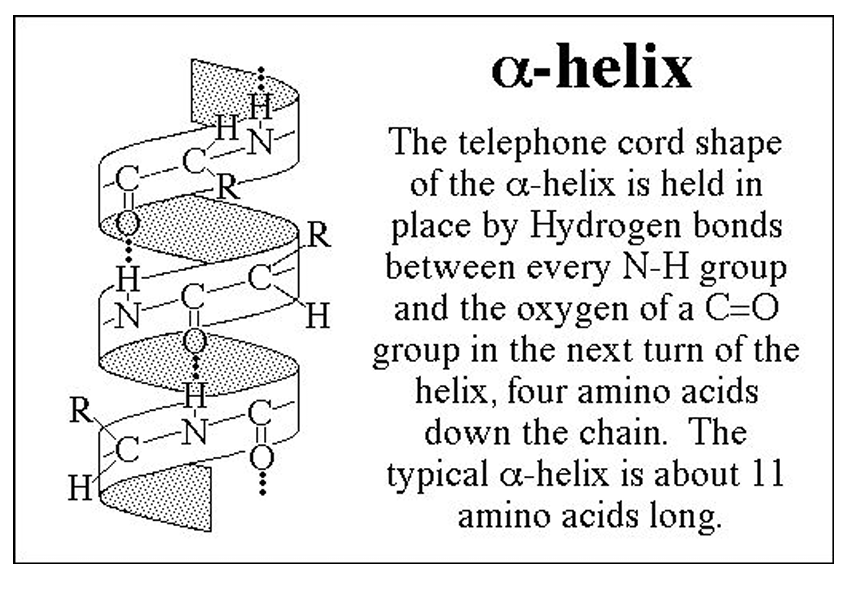 α-helix
The telephone cord shape
of the α-helix is held in
place by Hydrogen bonds
between every N-H group
and the oxygen of a C=O
group in the next turn of the
helix, four amino acids
down the chain. The
typical α-helix is about 11
amino acids long.
H
H
N
C
C
R
O
R
H
C
C
N
H
O
H
R
C
N
C
O
H